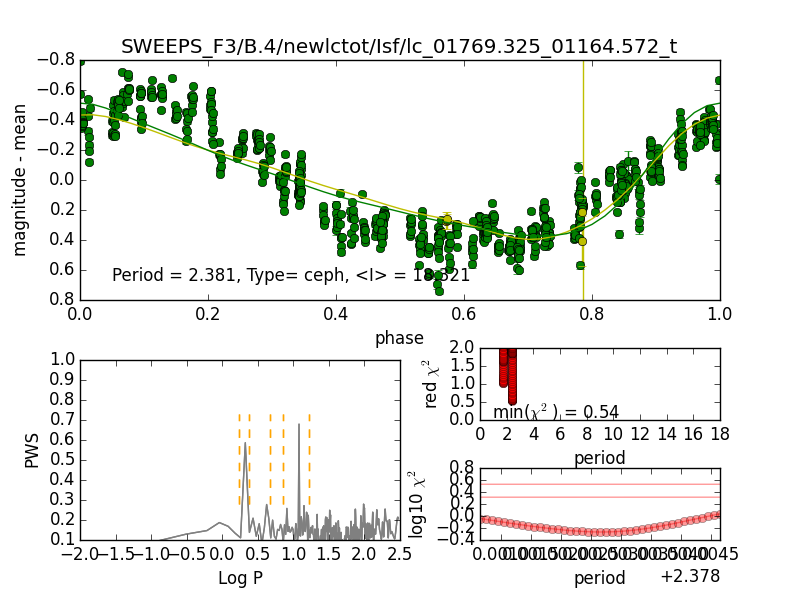 SWEEPS_F3/B.4/newlctot/Isf/lc_01769.325_01164.572_t
magnitude - mean
−0.8
−0.6
−0.4
−0.2
0.0
0.2
0.4
0.6
0.8
Period = 2.381, Type= ceph, <I> = 18.321
0.0 0.2 0.4 0.6 0.8 1.0
phase
PWS
1.0
0.9
0.8
0.7
0.6
0.5
0.4
0.3
0.2
0.1
−2.0 −1.5 −1.0 −0.5 0.0 0.5 1.0 1.5 2.0 2.5
Log P
red χ²
2.0
1.5
1.0
0.5
0.0
min(χ²) = 0.54
0 2 4 6 8 10 12 14 16 18
period
log10 χ²
0.8
0.6
0.4
0.2
0.0
−0.4
period
+2.378